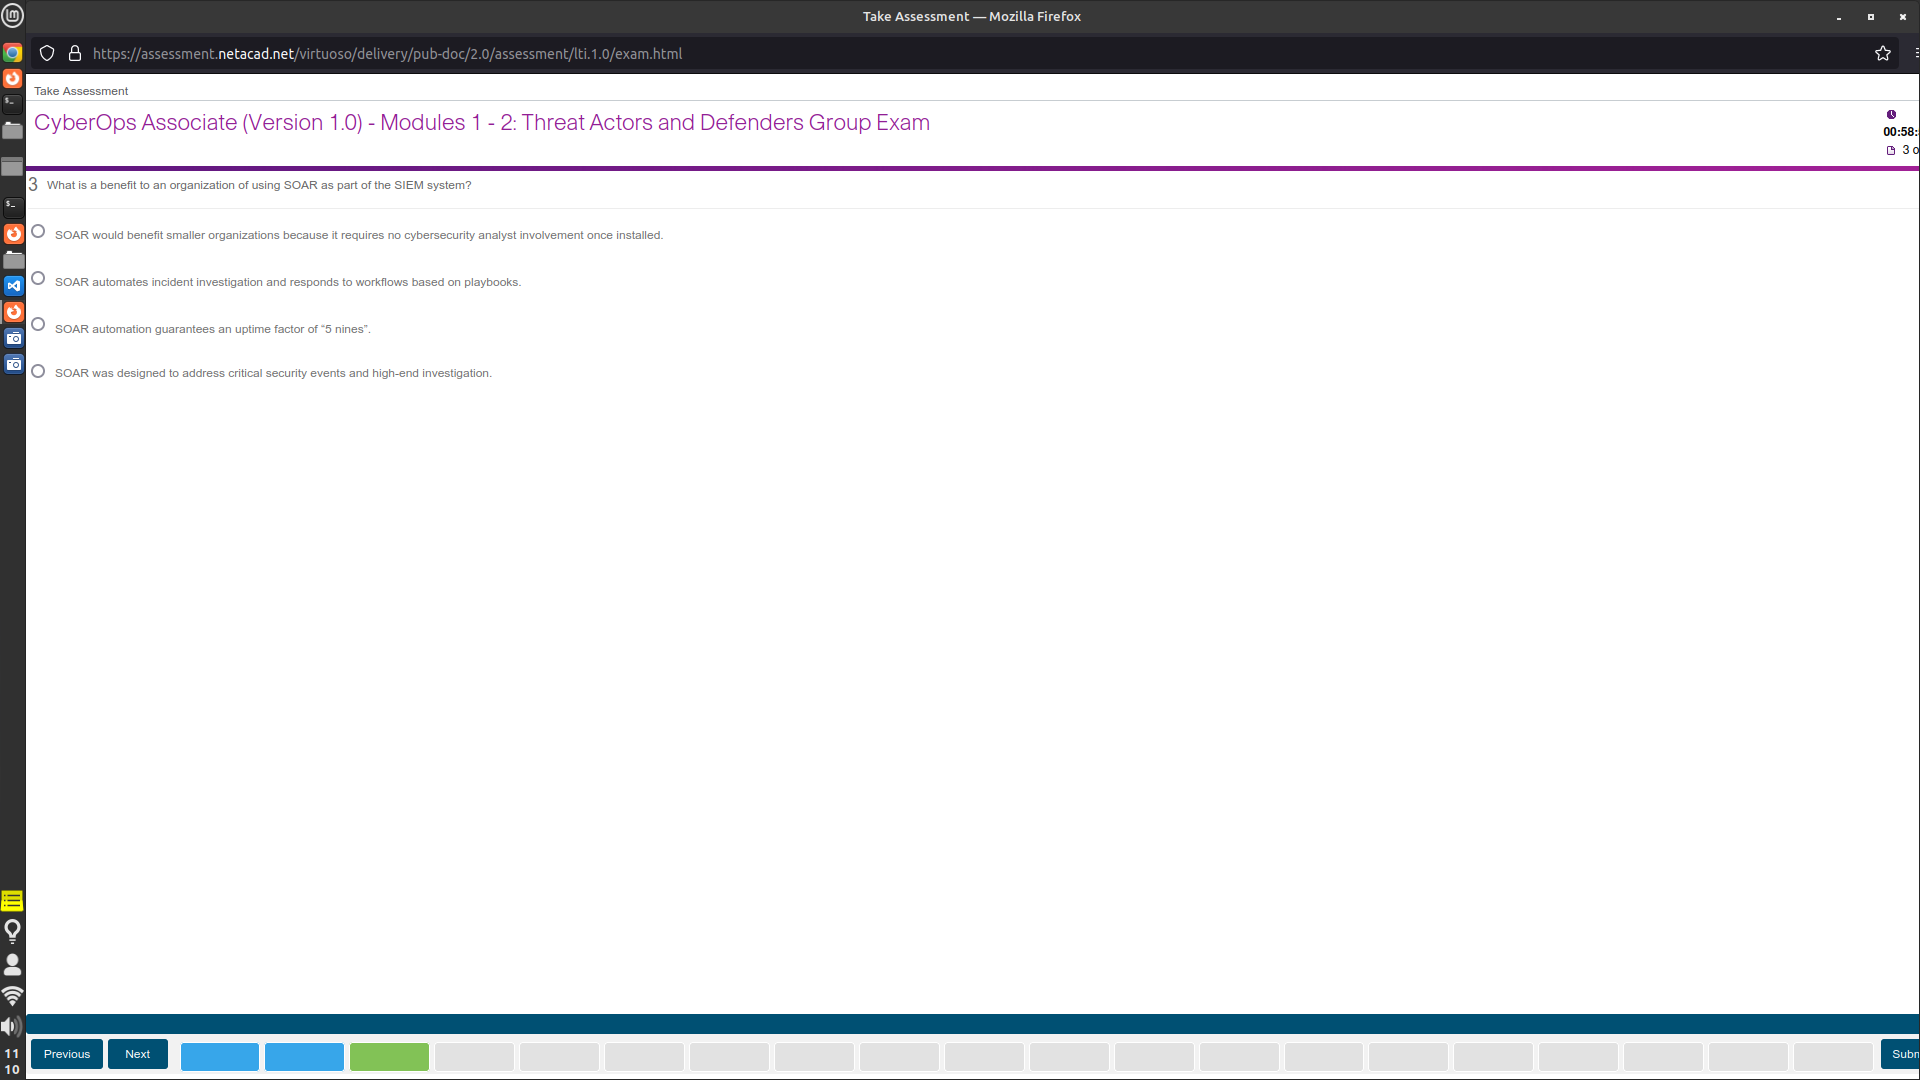 Take Assessment — Mozilla Firefox
https://assessment.netacad.net/virtuoso/delivery/pub-doc/2.0/assessment/lti.1.0/exam.html
Take Assessment
CyberOps Associate (Version 1.0) - Modules 1 - 2: Threat Actors and Defenders Group Exam
00:58:
3 o
3 What is a benefit to an organization of using SOAR as part of the SIEM system?
SOAR would benefit smaller organizations because it requires no cybersecurity analyst involvement once installed.
SOAR automates incident investigation and responds to workflows based on playbooks.
SOAR automation guarantees an uptime factor of “5 nines”.
SOAR was designed to address critical security events and high-end investigation.
Previous Next Subm
11
10